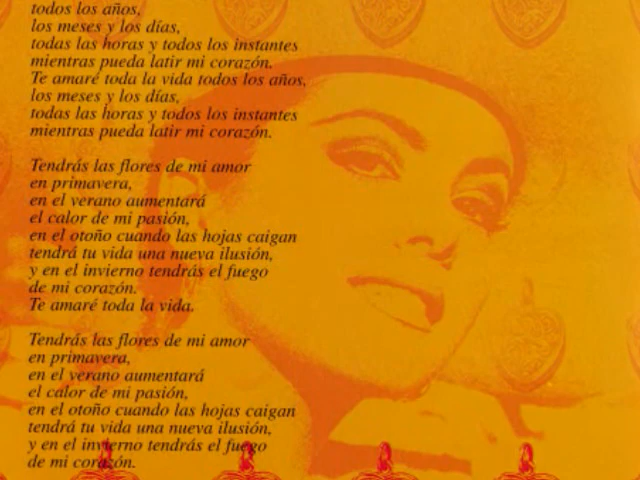 todos los años,
los meses y los días,
todas las horas y todos los instantes
mientras pueda latir mi corazón.
Te amaré toda la vida todos los años,
los meses y los días,
todas las horas y todos los instantes
mientras pueda latir mi corazón.
Tendrás las flores de mi amor
en primavera,
en el verano aumentará
el calor de mi pasión,
en el otoño cuando las hojas caigan
tendrá tu vida una nueva ilusión,
y en el invierno tendrás el fuego
de mi corazón.
Te amaré toda la vida.
Tendrás las flores de mi amor
en primavera,
en el verano aumentará
el calor de mi pasión,
en el otoño cuando las hojas caigan
tendrá tu vida una nueva ilusión,
y en el invierno tendrás el fuego
de mi corazón.